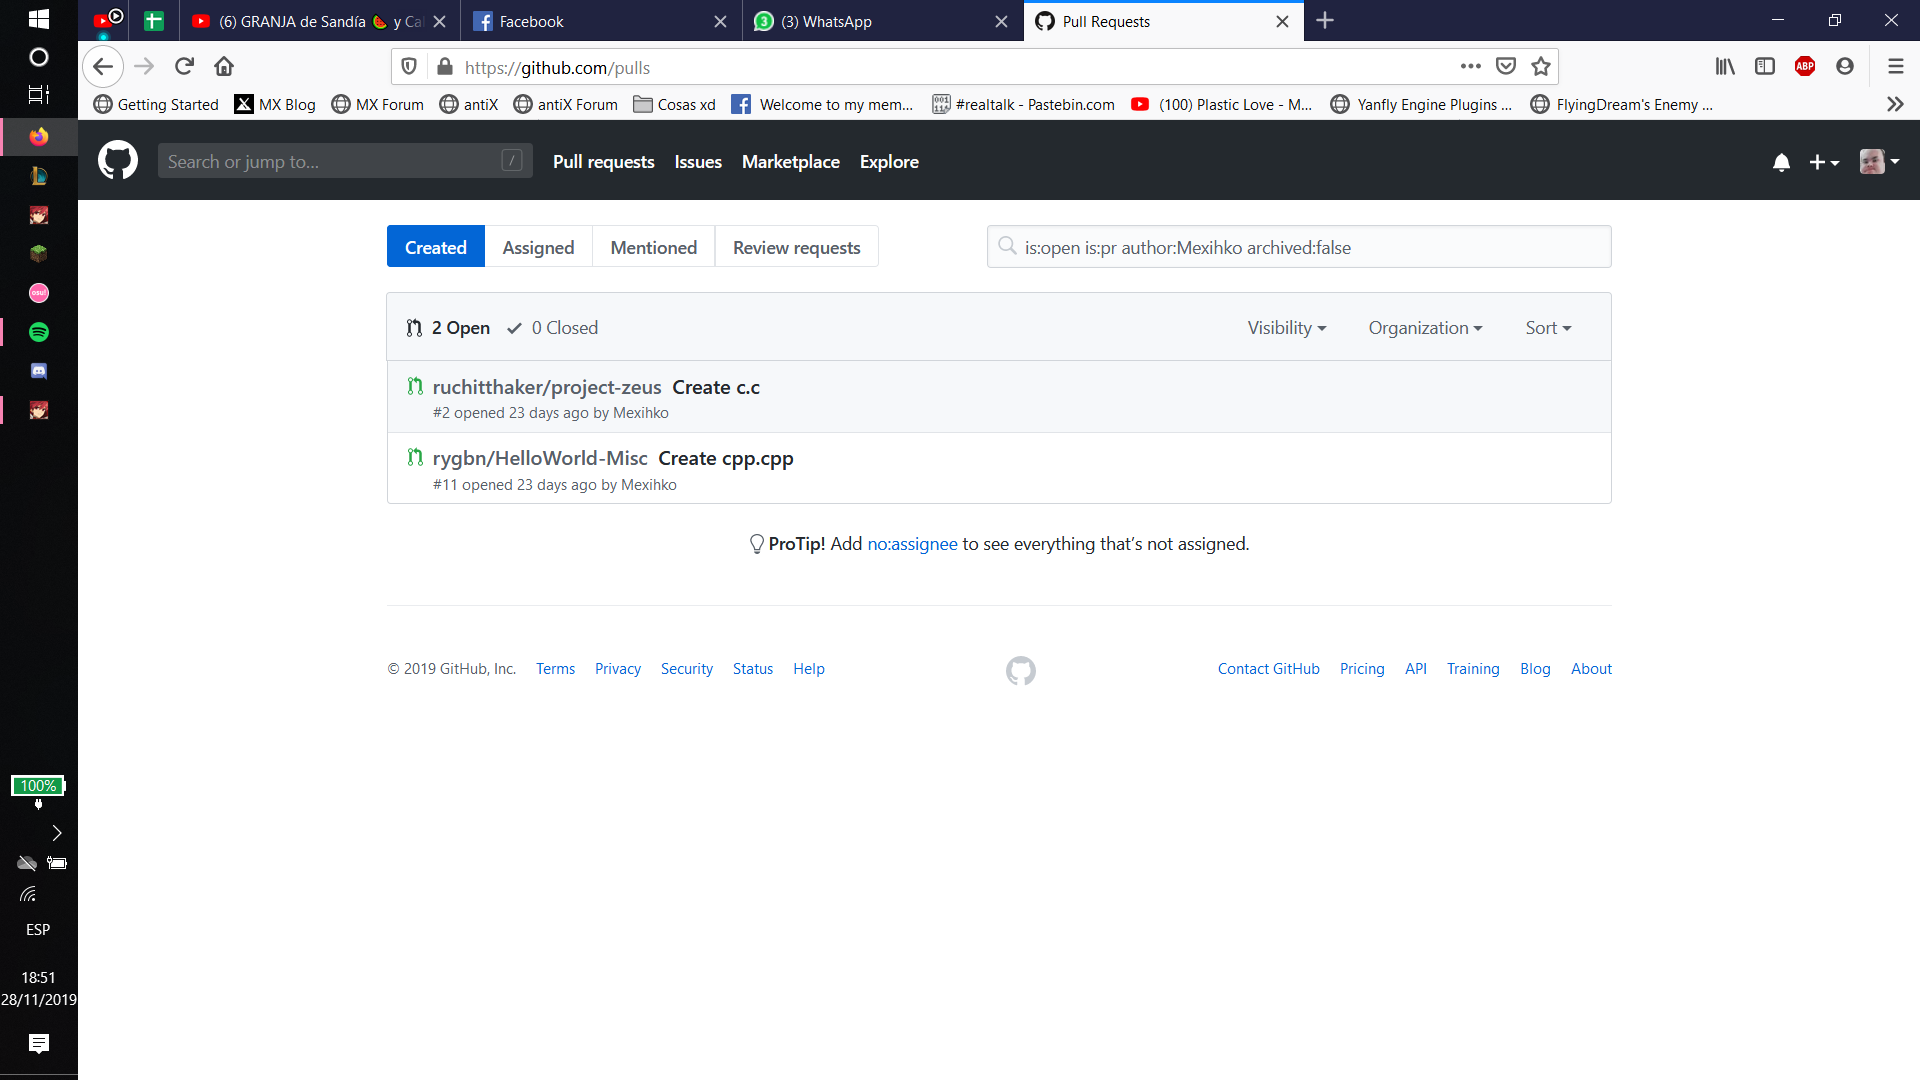 (6) GRANJA de Sandía 🍉 y Cal
Facebook
(3) WhatsApp
Pull Requests
https://github.com/pulls
ABP
Getting Started
MX Blog
MX Forum
antiX
antiX Forum
Cosas xd
Welcome to my mem...
#realtalk - Pastebin.com
(100) Plastic Love - M...
Yanfly Engine Plugins ...
FlyingDream's Enemy ...
Search or jump to...
/
Pull requests
Issues
Marketplace
Explore
Created
Assigned
Mentioned
Review requests
is:open is:pr author:Mexihko archived:false
2 Open
0 Closed
Visibility
Organization
Sort
ruchitthaker/project-zeus Create c.c
#2 opened 23 days ago by Mexihko
rygbn/HelloWorld-Misc Create cpp.cpp
#11 opened 23 days ago by Mexihko
ProTip! Add no:assignee to see everything that’s not assigned.
© 2019 GitHub, Inc.
Terms
Privacy
Security
Status
Help
Contact GitHub
Pricing
API
Training
Blog
About
osu!
100%
ESP
18:51
28/11/2019